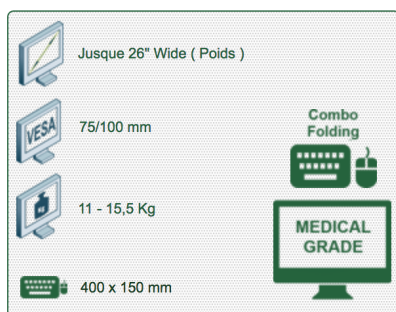 Jusque 26" Wide ( Poids )
VESA
75/100 mm
Combo
Folding
KG
11 - 15,5 Kg
MEDICAL
GRADE
400 x 150 mm